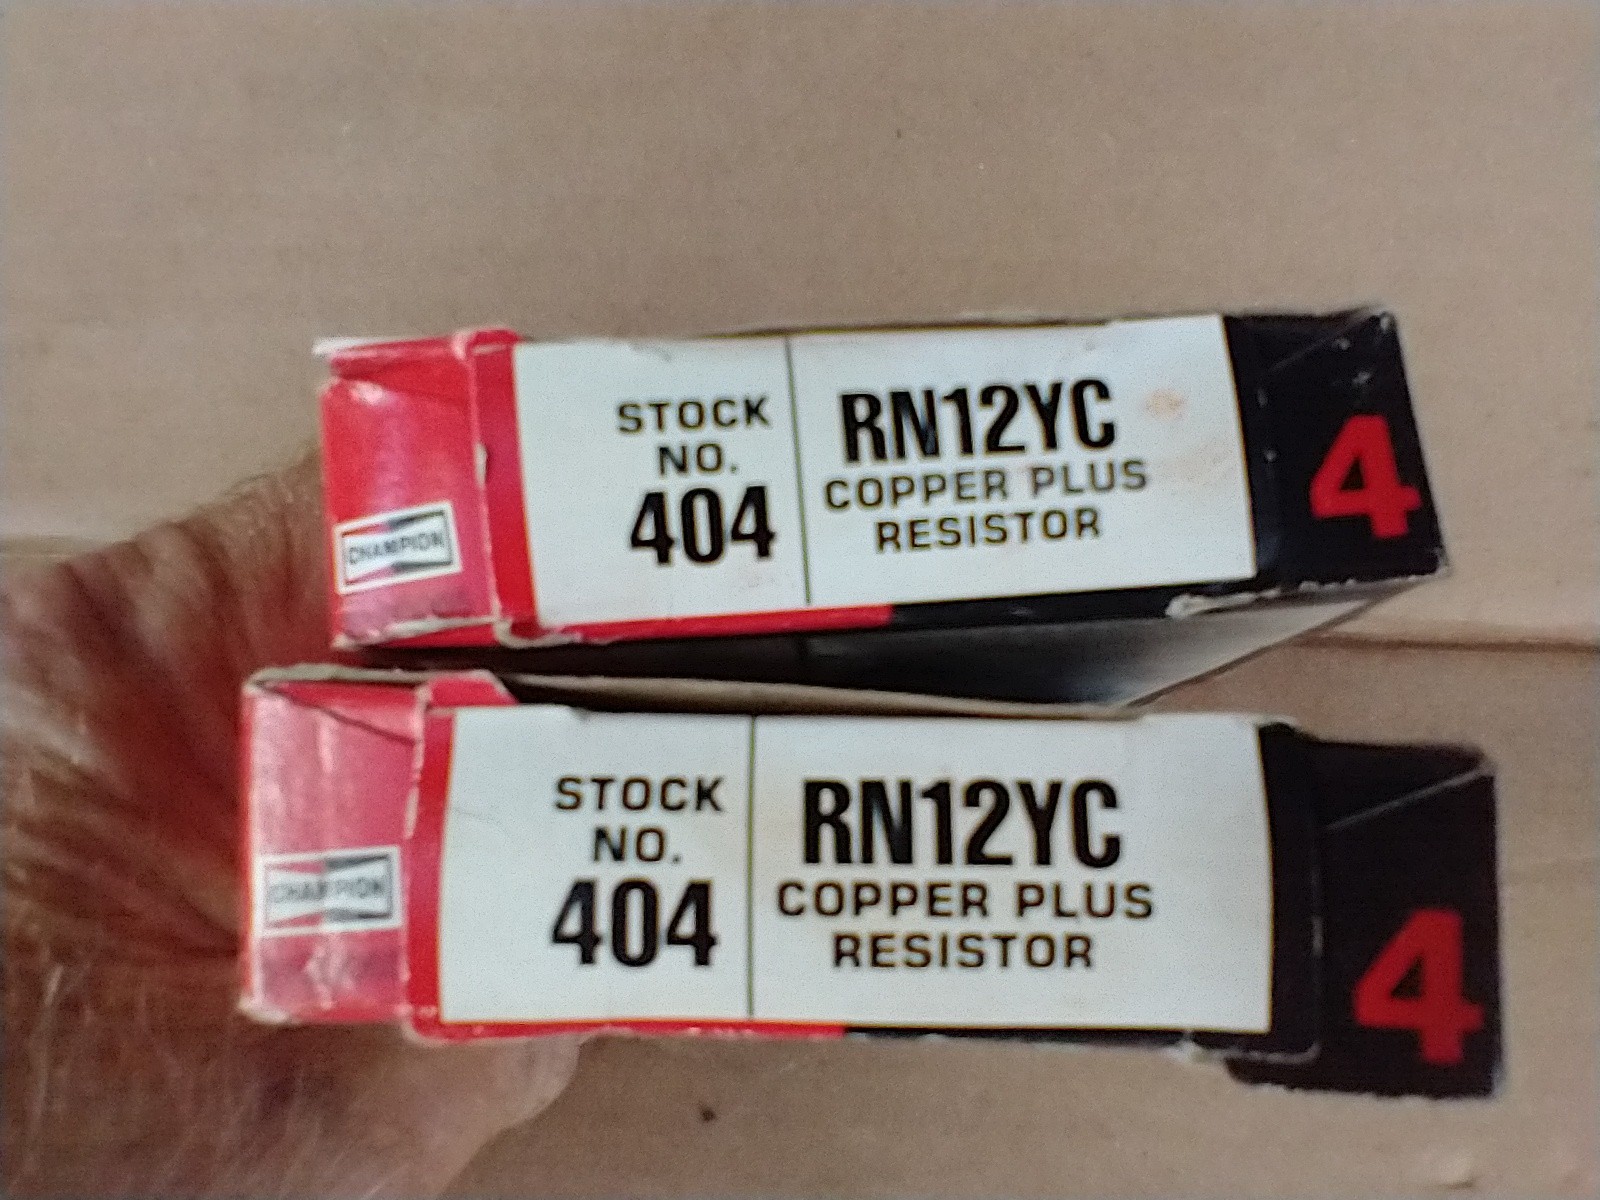 STOCK
NO.
404
RN12YC
COPPER PLUS
RESISTOR
4
CHAMPION
STOCK
NO.
404
RN12YC
COPPER PLUS
RESISTOR
4
CHAMPION